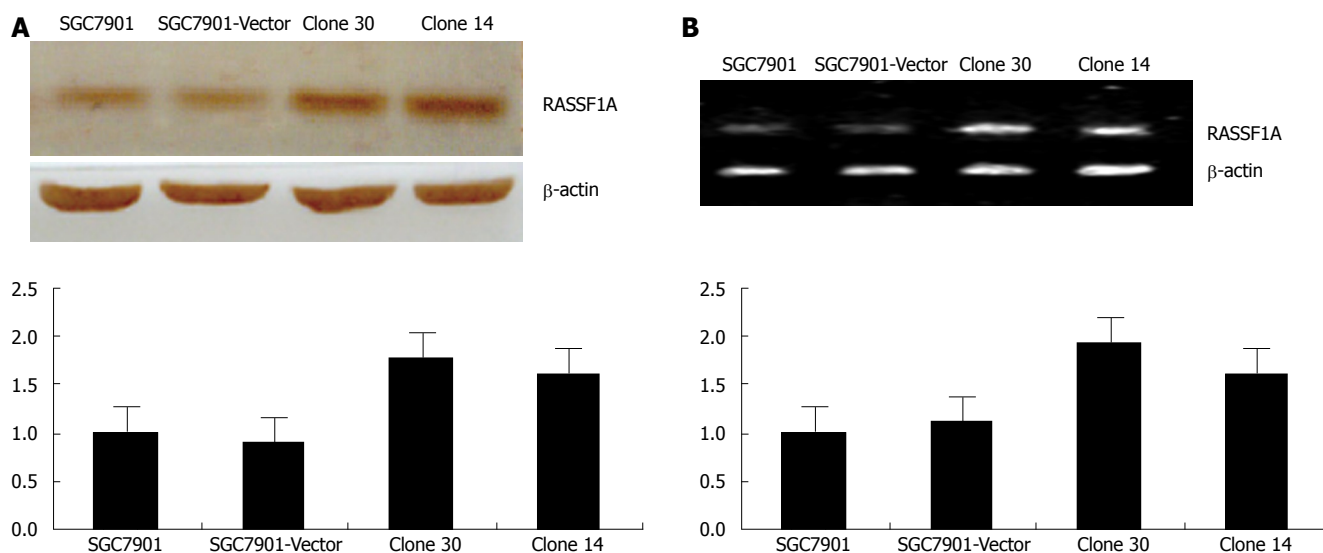 A
SGC7901 SGC7901-Vector Clone 30 Clone 14
RASSF1A
β-actin
2.5
2.0
1.5
1.0
0.5
0.0
SGC7901 SGC7901-Vector Clone 30 Clone 14
B
SGC7901 SGC7901-Vector Clone 30 Clone 14
RASSF1A
β-actin
2.5
2.0
1.5
1.0
0.5
0.0
SGC7901 SGC7901-Vector Clone 30 Clone 14